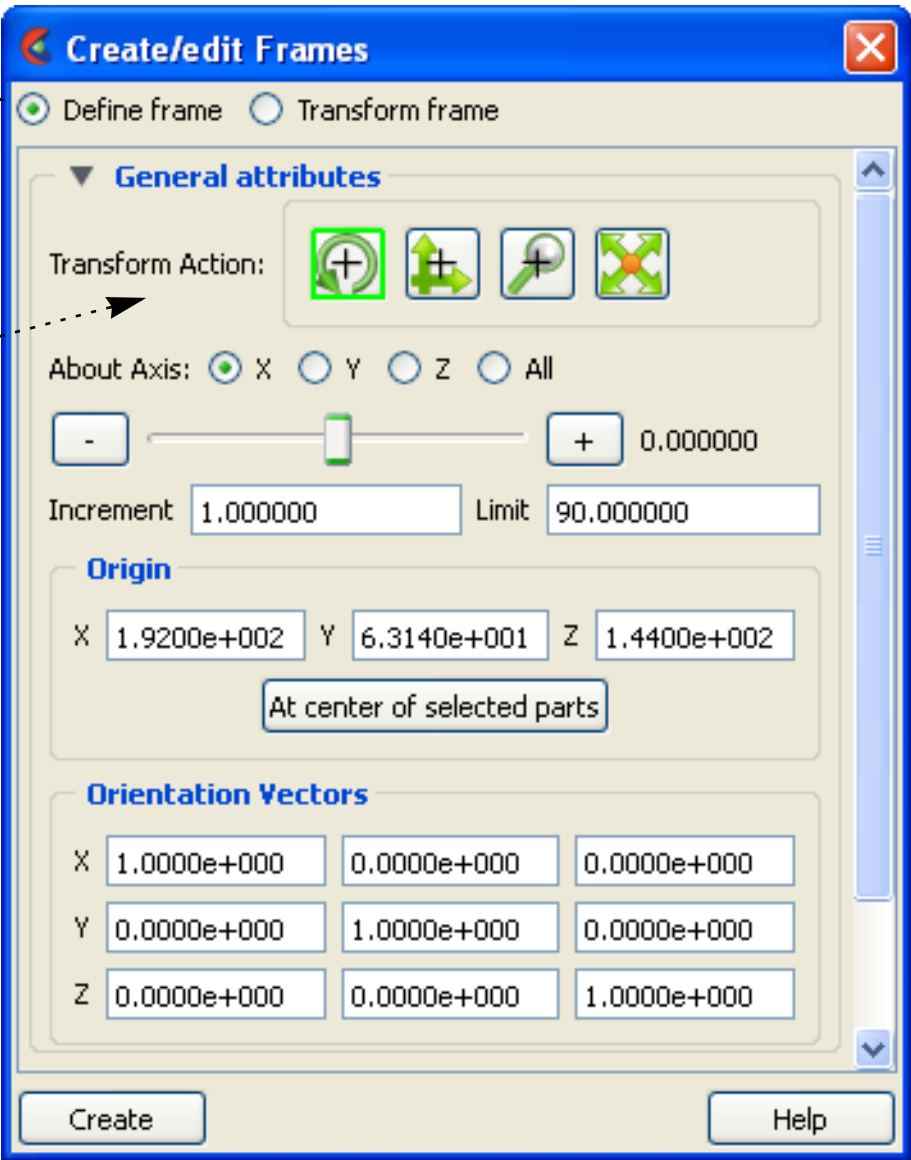 Create/edit Frames
Define frame Transform frame
General attributes
Transform Action:
About Axis: X Y Z All
- + 0.000000
Increment 1.000000 Limit 90.000000
Origin
X 1.9200e+002 Y 6.3140e+001 Z 1.4400e+002
At center of selected parts
Orientation Vectors
X 1.0000e+000 0.0000e+000 0.0000e+000
Y 0.0000e+000 1.0000e+000 0.0000e+000
Z 0.0000e+000 0.0000e+000 1.0000e+000
Create Help